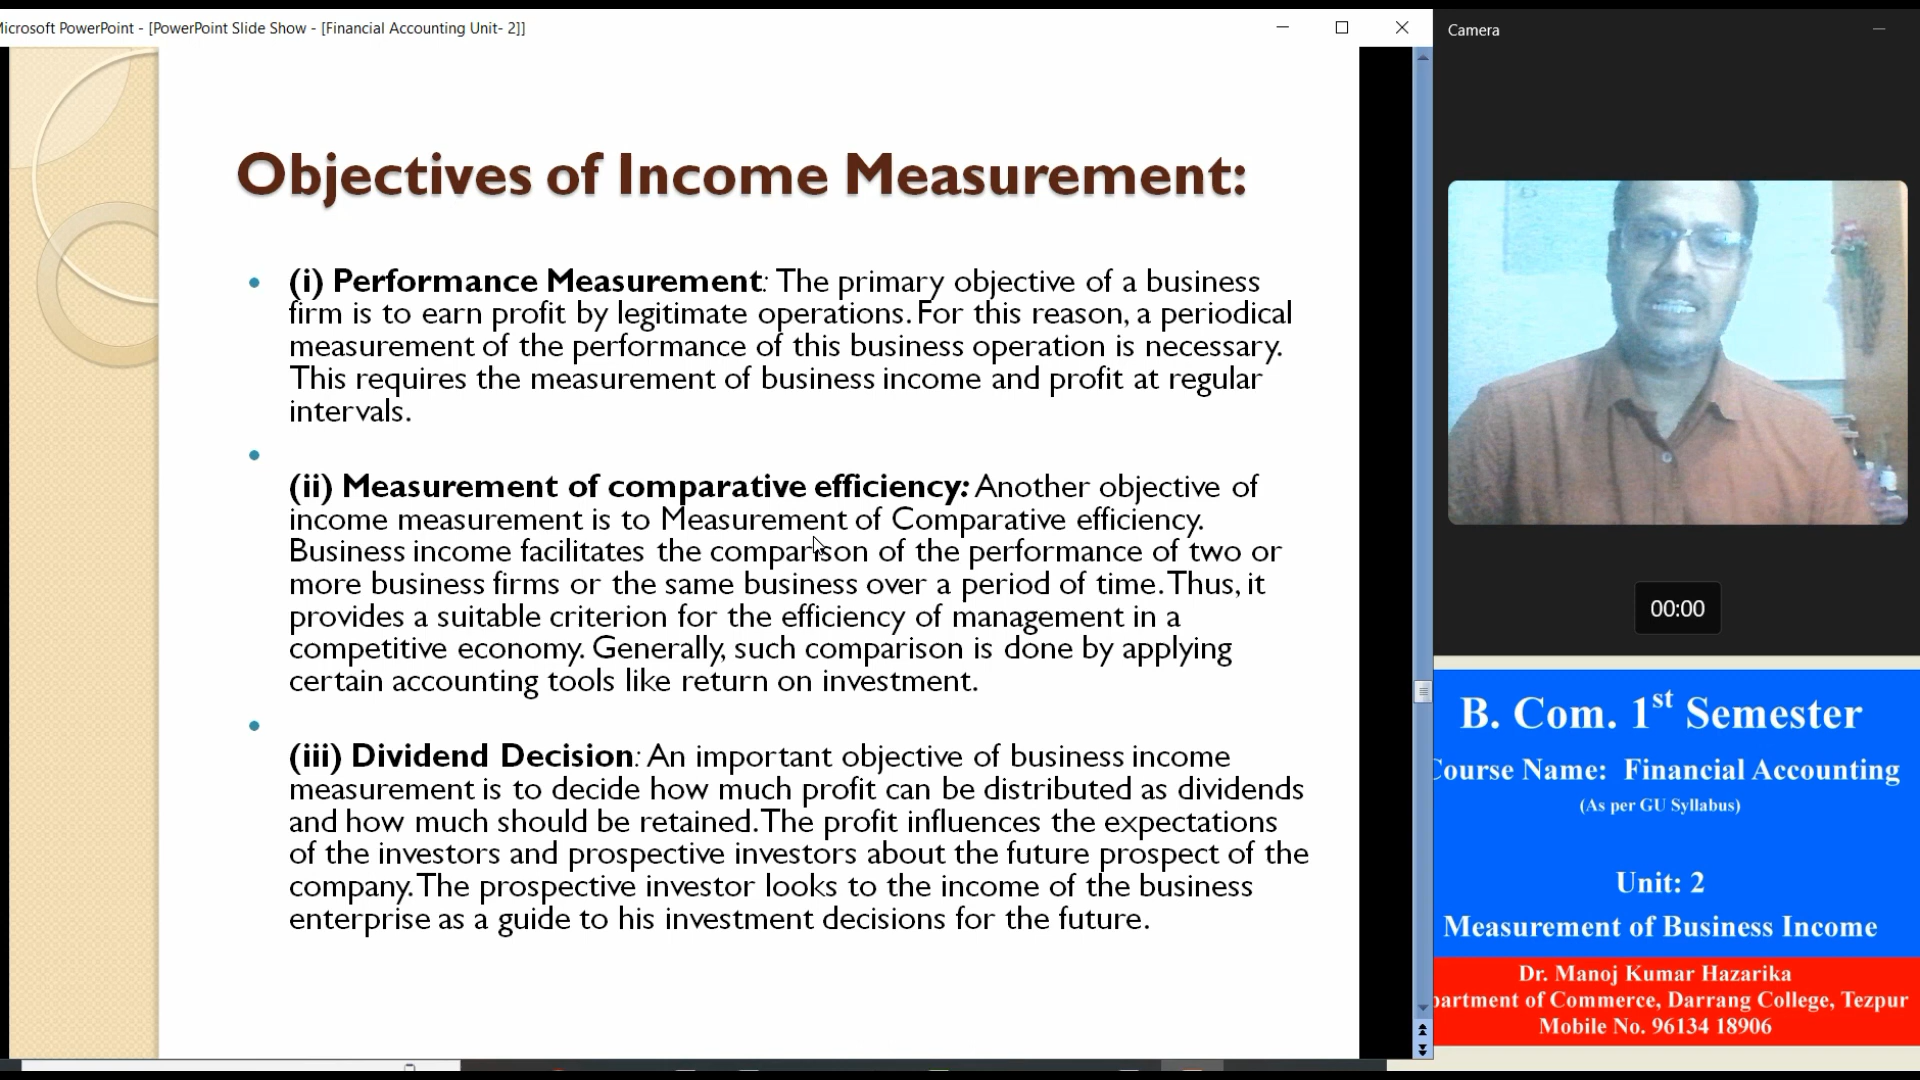 Microsoft PowerPoint - [PowerPoint Slide Show - [Financial Accounting Unit- 2]]
Objectives of Income Measurement:
(i) Performance Measurement: The primary objective of a business
firm is to earn profit by legitimate operations. For this reason, a periodical
measurement of the performance of this business operation is necessary.
This requires the measurement of business income and profit at regular
intervals.
(ii) Measurement of comparative efficiency: Another objective of
income measurement is to Measurement of Comparative efficiency.
Business income facilitates the comparison of the performance of two or
more business firms or the same business over a period of time. Thus, it
provides a suitable criterion for the efficiency of management in a
competitive economy. Generally, such comparison is done by applying
certain accounting tools like return on investment.
(iii) Dividend Decision: An important objective of business income
measurement is to decide how much profit can be distributed as dividends
and how much should be retained. The profit influences the expectations
of the investors and prospective investors about the future prospect of the
company. The prospective investor looks to the income of the business
enterprise as a guide to his investment decisions for the future.
Camera
00:00
B. Com. 1st Semester
Course Name: Financial Accounting
(As per GU Syllabus)
Unit: 2
Measurement of Business Income
Dr. Manoj Kumar Hazarika
partment of Commerce, Darrang College, Tezpur
Mobile No. 96134 18906